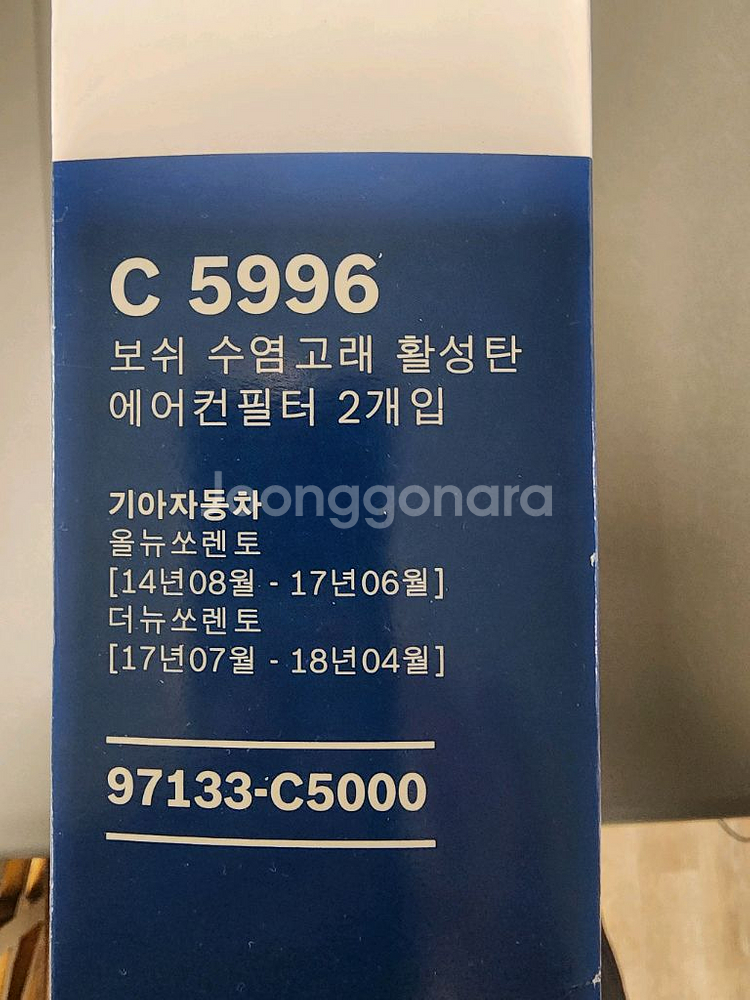 C 5996
보쉬 수염고래 활성탄
에어컨필터 2개입
joonggonara
기아자동차
올뉴쏘렌토
[14년08월 - 17년06월]
더뉴쏘렌토
[17년07월 - 18년04월]
97133-C5000